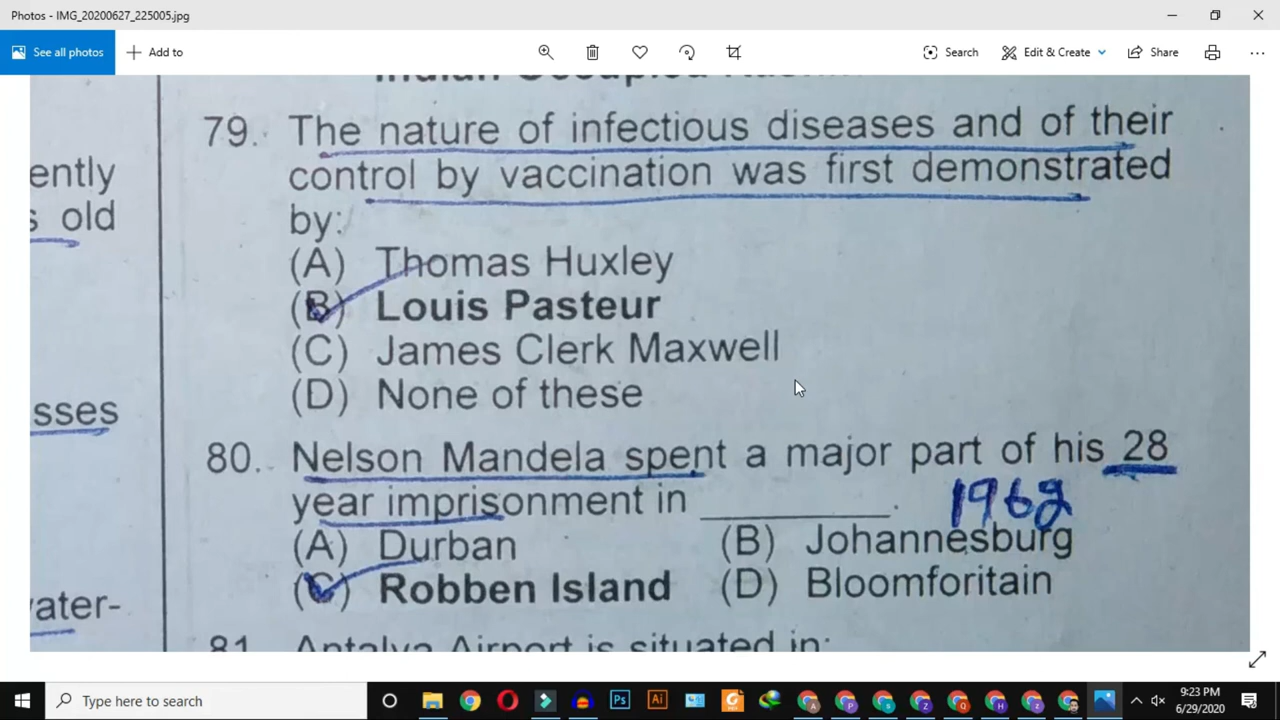 Photos - IMG_20200627_225005.jpg
See all photos
Add to
Search
Edit & Create
Share
79. The nature of infectious diseases and of their
control by vaccination was first demonstrated
by:
(A) Thomas Huxley
(B) Louis Pasteur
(C) James Clerk Maxwell
(D) None of these
80. Nelson Mandela spent a major part of his 28
year imprisonment in ________. 1962
(A) Durban (B) Johannesburg
(C) Robben Island (D) Bloomforitain
81. Antalya Airport is situated in:
ently
s old
sses
vater-
Type here to search
9:23 PM
6/29/2020